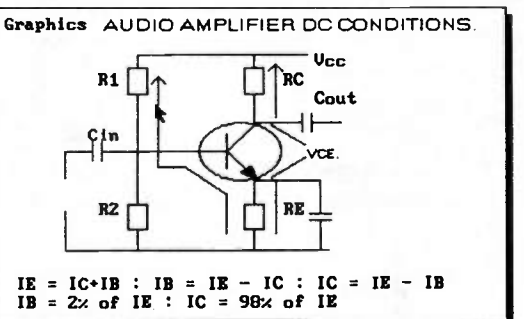 Graphics AUDIO AMPLIFIER DC CONDITIONS.
Vcc
R1
RC
Cout
Cin
VCE.
R2
RE
IE = IC+IB : IB = IE - IC : IC = IE - IB
IB = 2% of IE : IC = 98% of IE